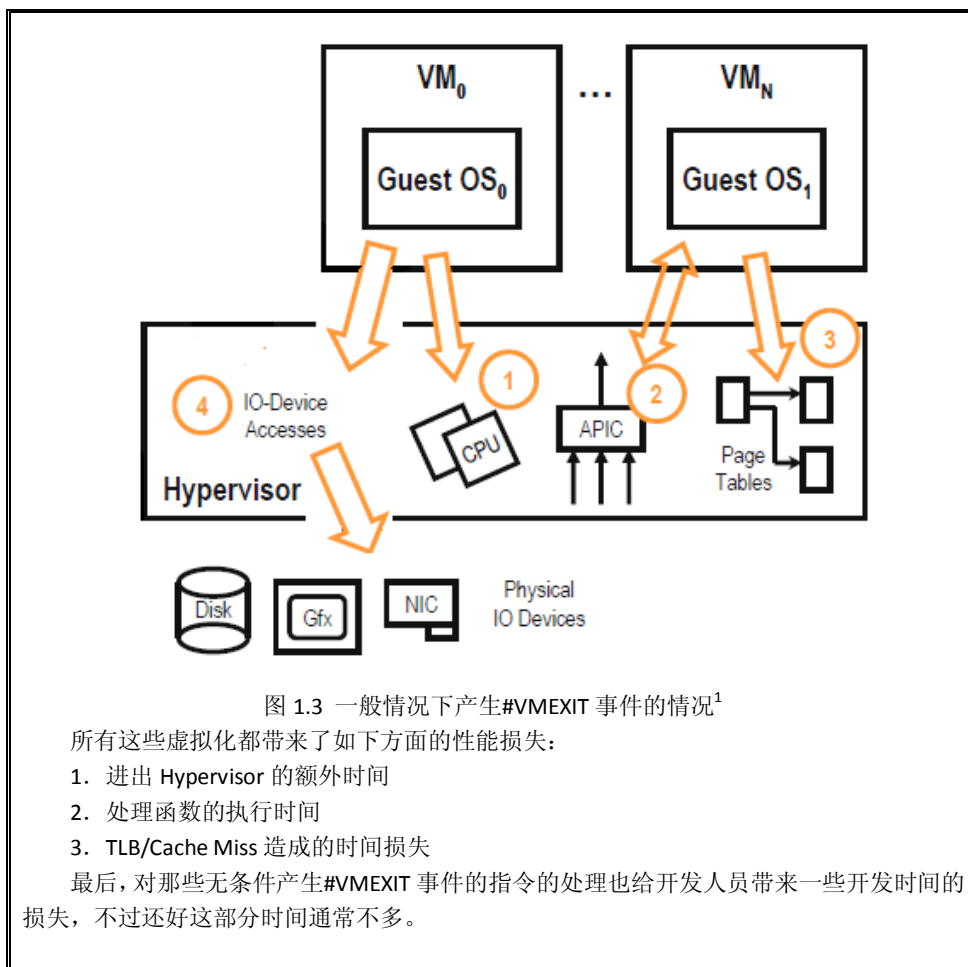 VM₀
...
VM_N
Guest OS₀
Guest OS₁
3
1
2
4
IO-Device
Accesses
CPU
APIC
Page
Tables
Hypervisor
Disk
Gfx
NIC
Physical
IO Devices
图 1.3 一般情况下产生#VMEXIT 事件的情况¹
所有这些虚拟化都带来了如下方面的性能损失：
1．进出 Hypervisor 的额外时间
2．处理函数的执行时间
3．TLB/Cache Miss 造成的时间损失
最后，对那些无条件产生#VMEXIT 事件的指令的处理也给开发人员带来一些开发时间的
损失，不过还好这部分时间通常不多。